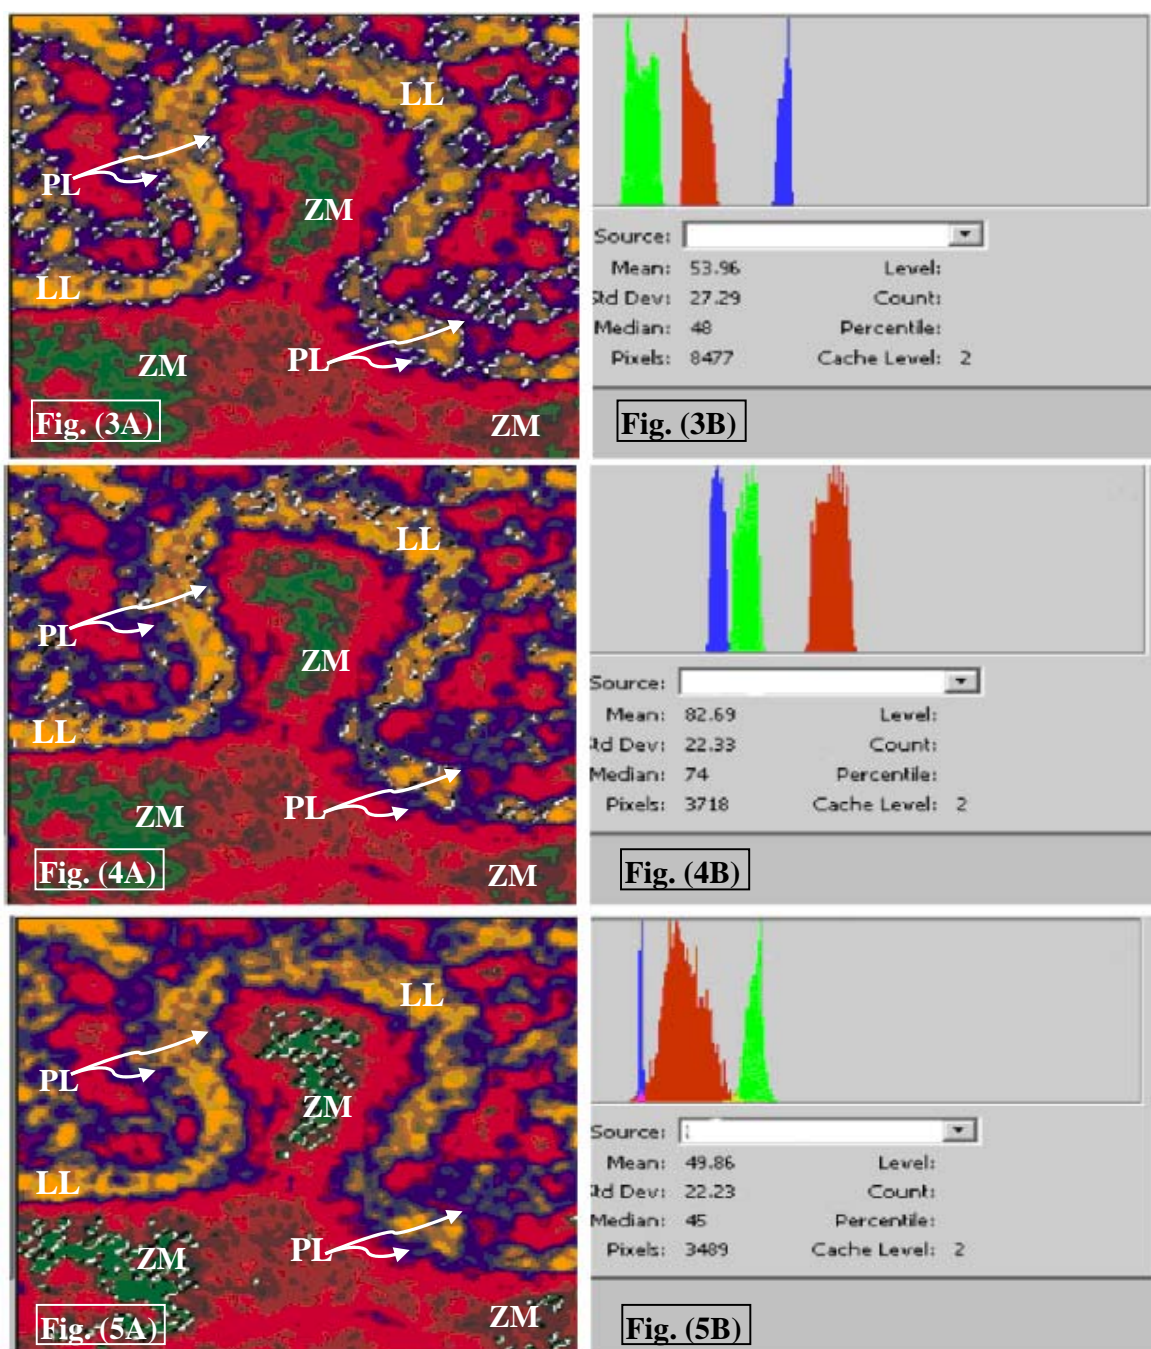 LL
PL
ZM
LL
ZM
PL
ZM
Fig. (3A)
Source:
Mean: 53.96 Level:
Std Dev: 27.29 Count:
Median: 48 Percentile:
Pixels: 8477 Cache Level: 2
Fig. (3B)
LL
PL
ZM
LL
ZM
PL
ZM
Fig. (4A)
Source:
Mean: 82.69 Level:
Std Dev: 22.33 Count:
Median: 74 Percentile:
Pixels: 3718 Cache Level: 2
Fig. (4B)
LL
PL
ZM
LL
ZM
PL
ZM
Fig. (5A)
Source:
Mean: 49.86 Level:
Std Dev: 22.23 Count:
Median: 45 Percentile:
Pixels: 3489 Cache Level: 2
Fig. (5B)